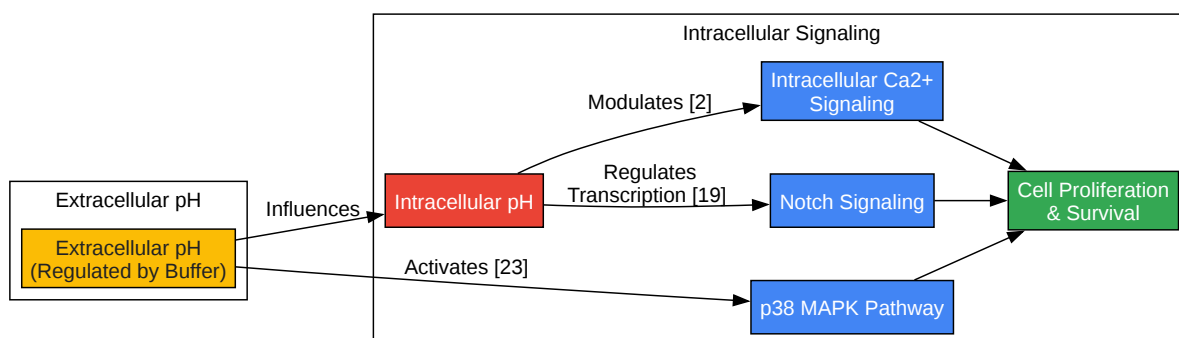 Intracellular Signaling
Intracellular Ca2+
Signaling
Modulates [2]
Regulates
Transcription [19]
Extracellular pH
Intracellular pH
Notch Signaling
Cell Proliferation
& Survival
Influences
Extracellular pH
(Regulated by Buffer)
Activates [23]
p38 MAPK Pathway